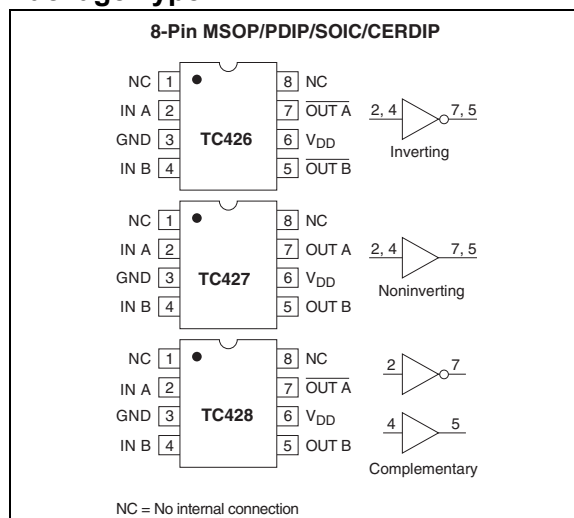 8-Pin MSOP/PDIP/SOIC/CERDIP
NC 1 8 NC
IN A 2 7 OUT A 2, 4 7, 5
GND 3 TC426 6 VDD
IN B 4 5 OUT B Inverting
NC 1 8 NC
IN A 2 7 OUT A 2, 4 7, 5
GND 3 TC427 6 VDD
IN B 4 5 OUT B Noninverting
NC 1 8 NC 2 7
IN A 2 7 OUT A
GND 3 TC428 6 VDD 4 5
IN B 4 5 OUT B
Complementary
NC = No internal connection